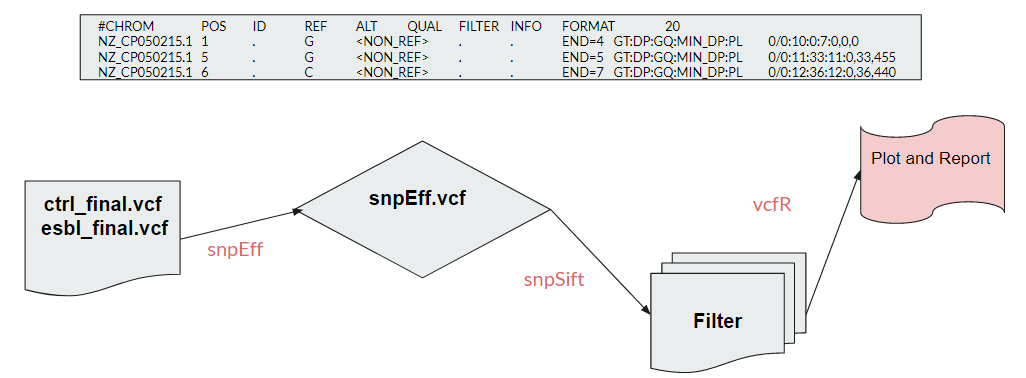 #CHROM POS ID REF ALT QUAL FILTER INFO FORMAT 20
NZ_CP050215.1 1 . G <NON_REF> . . END=4 GT:DP:GQ:MIN_DP:PL 0/0:10:0:7:0,0,0
NZ_CP050215.1 5 . G <NON_REF> . . END=5 GT:DP:GQ:MIN_DP:PL 0/0:11:33:11:0,33,455
NZ_CP050215.1 6 . C <NON_REF> . . END=7 GT:DP:GQ:MIN_DP:PL 0/0:12:36:12:0,36,440
Plot and Report
ctrl_final.vcf
esbl_final.vcf
snpEff
snpEff.vcf
snpSift
vcfR
Filter